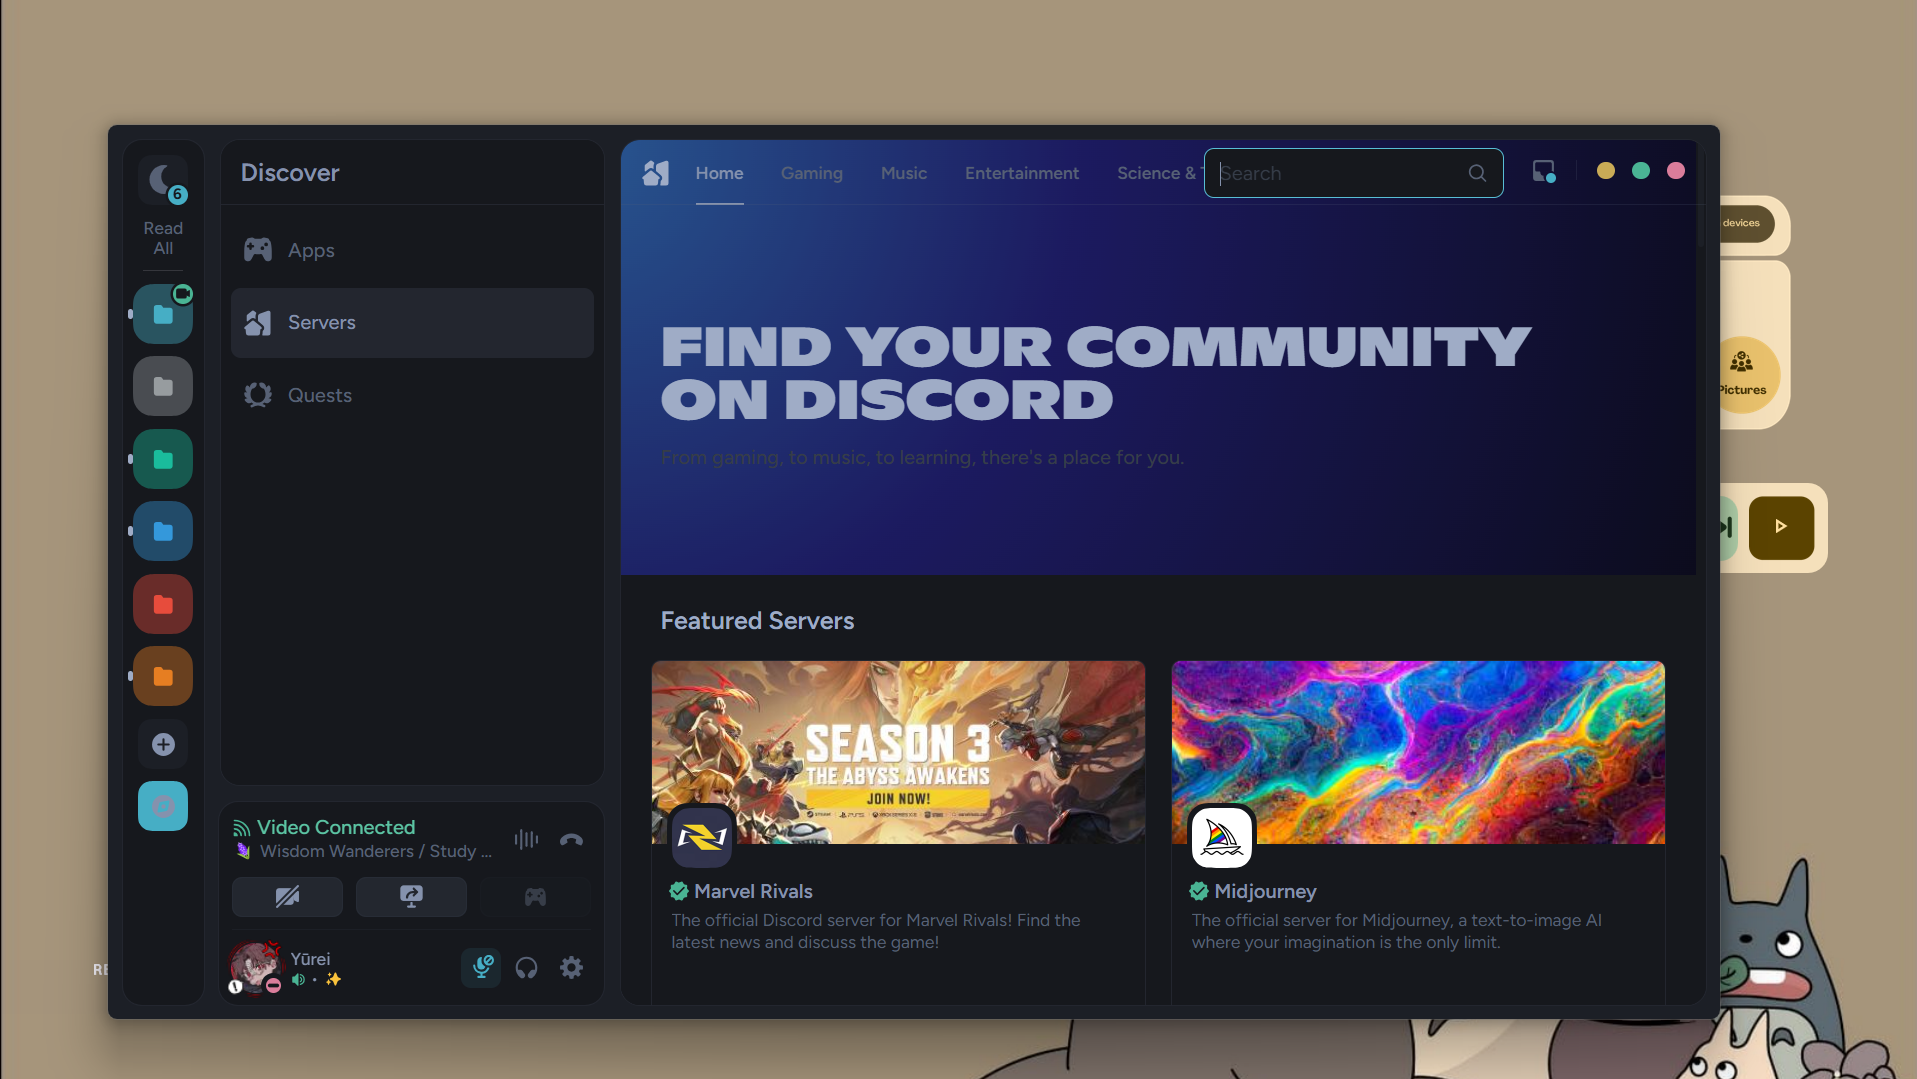 6
Read
All
Discover
Apps
Servers
Quests
Video Connected
Wisdom Wanderers / Study ...
Yūrei
Home
Gaming
Music
Entertainment
Science &
Search
FIND YOUR COMMUNITY
ON DISCORD
From gaming, to music, to learning, there's a place for you.
Featured Servers
SEASON 3
THE ABYSS AWAKENS
JOIN NOW!
Marvel Rivals
The official Discord server for Marvel Rivals! Find the
latest news and discuss the game!
Midjourney
The official server for Midjourney, a text-to-image AI
where your imagination is the only limit.
devices
Pictures
RE